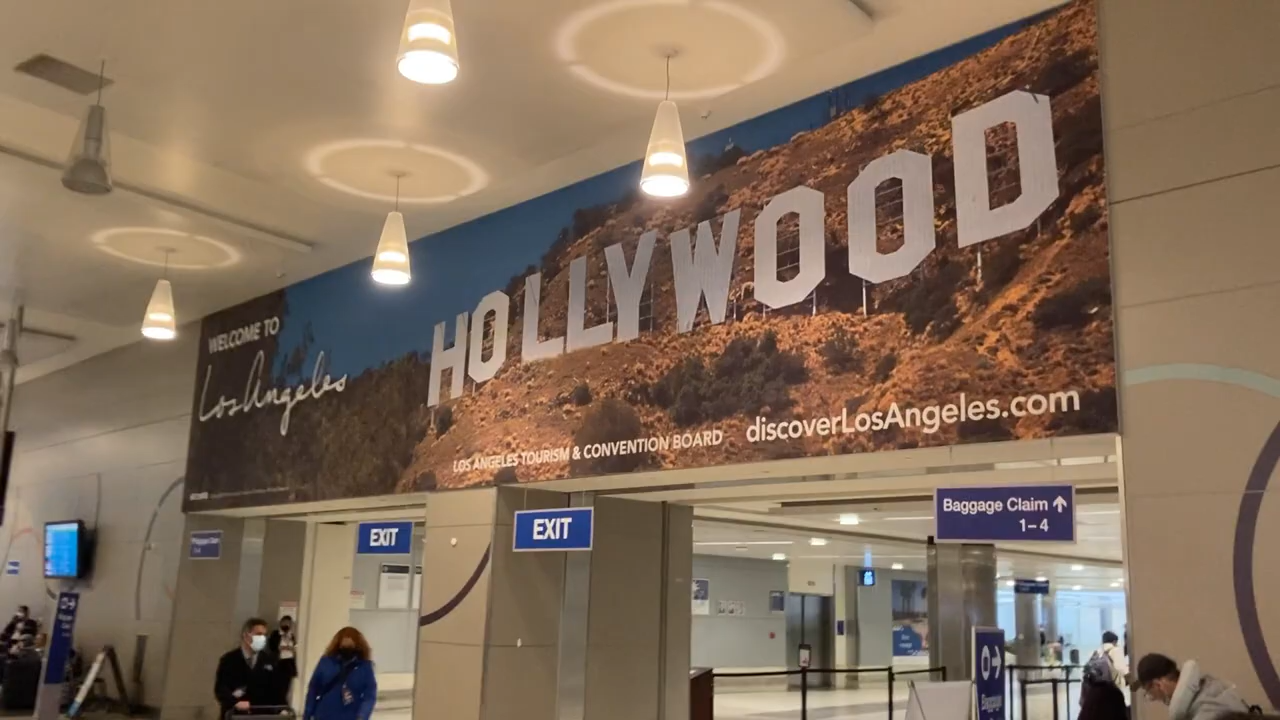 WELCOME TO
Los Angeles
HOLLYWOOD
LOS ANGELES TOURISM & CONVENTION BOARD
discoverLosAngeles.com
EXIT
EXIT
Baggage Claim ↑
1-4